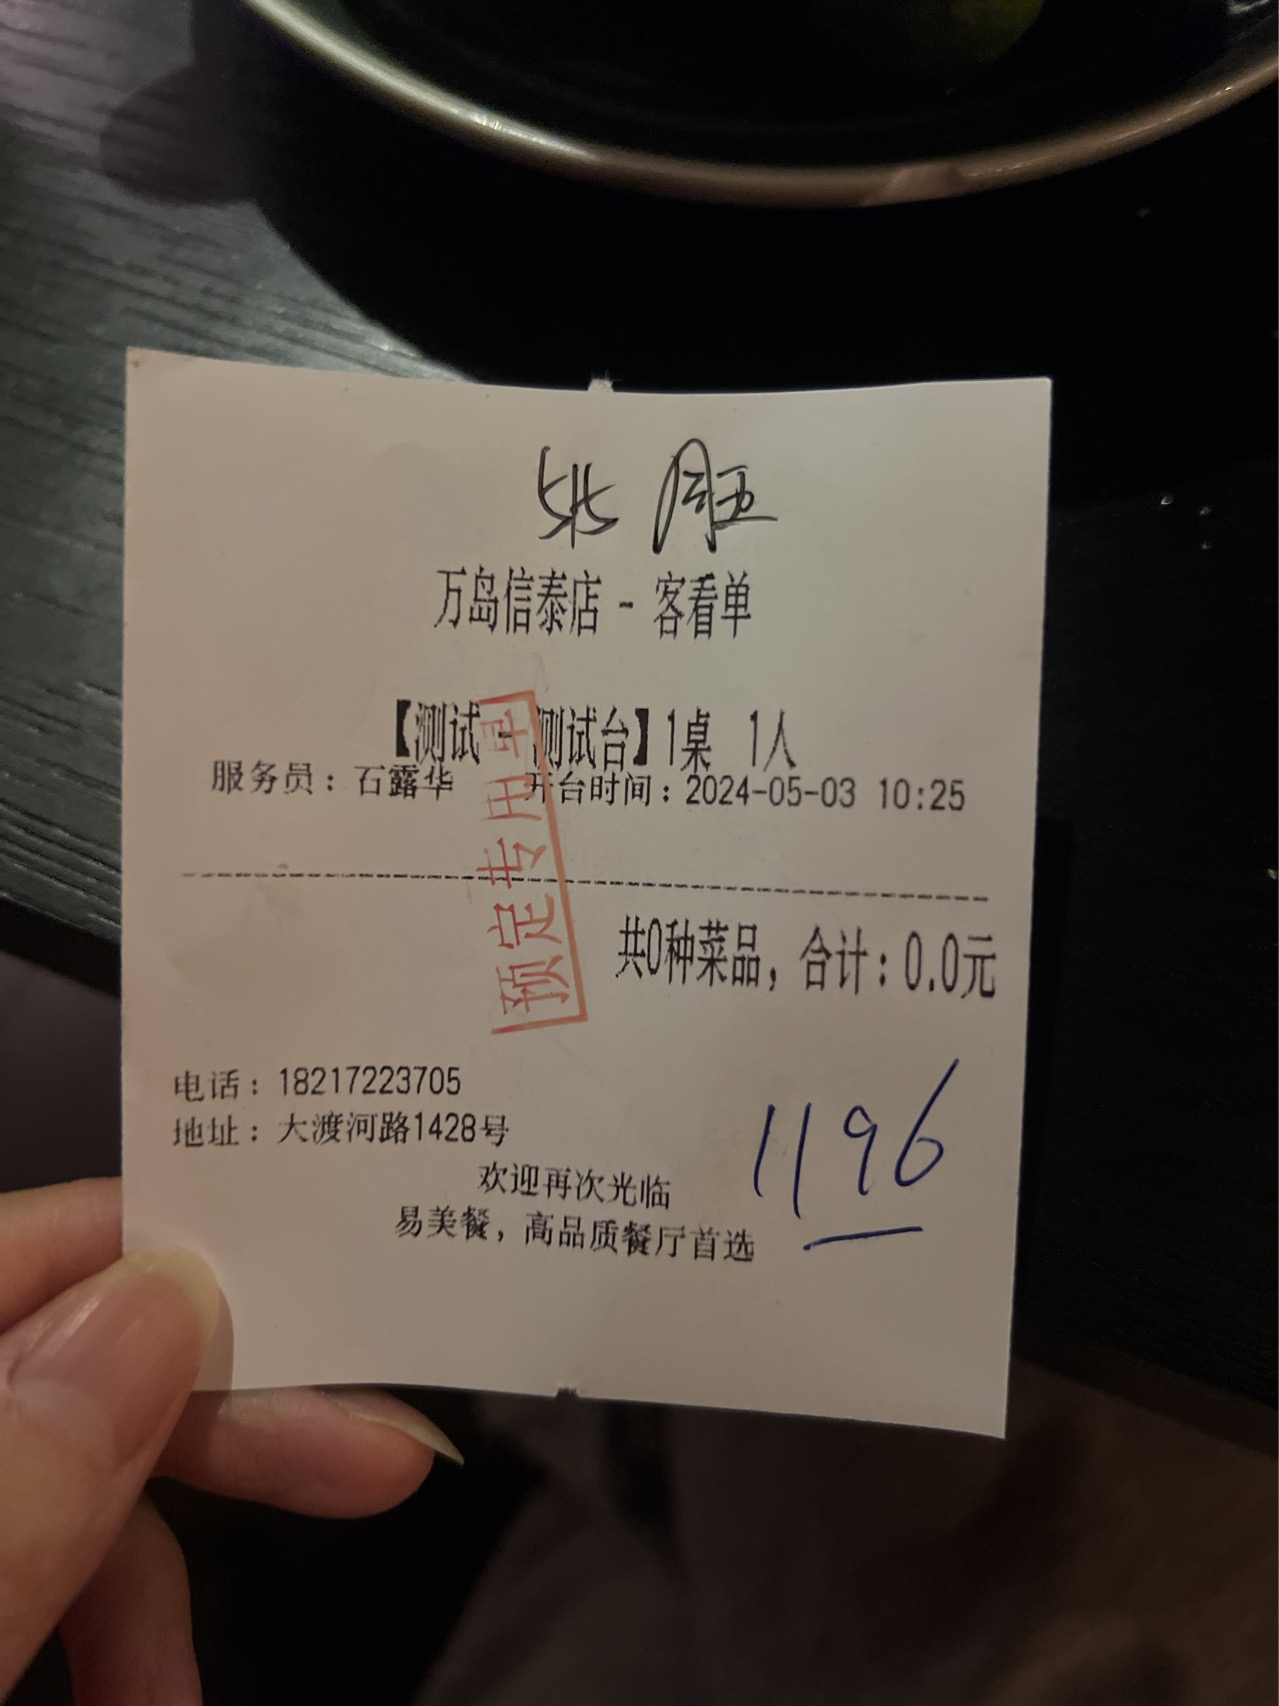 万岛信泰店 - 客看单
【测试 - 测试台】1桌 1人
服务员：石露华 开台时间：2024-05-03 10:25
预定专用单
共0种菜品，合计：0.0元
电话：18217223705
地址：大渡河路1428号
1196
欢迎再次光临
易美餐，高品质餐厅首选